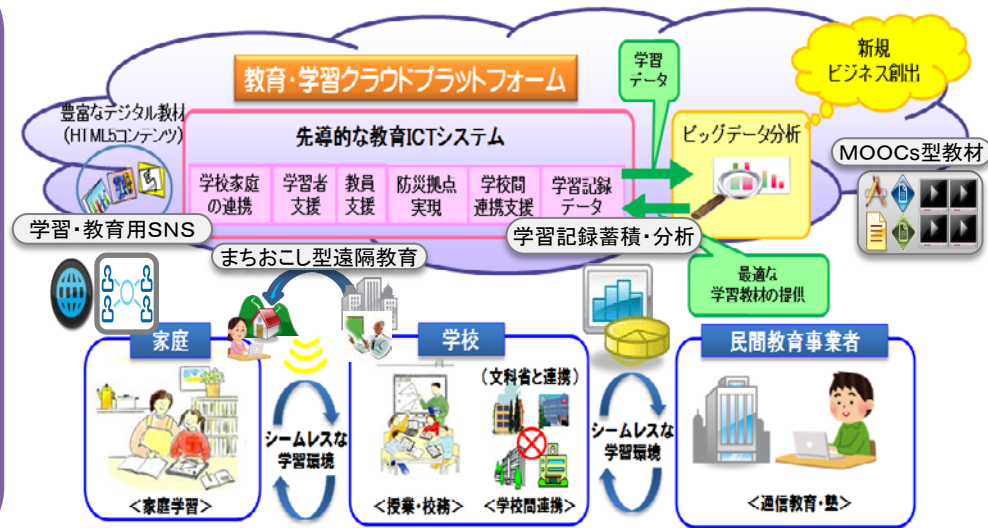 新規
ビジネス創出
学習
データ
教育・学習クラウドプラットフォーム
豊富なデジタル教材
(HTML5コンテンツ)
先導的な教育ICTシステム
ビッグデータ分析
MOOCs型教材
学校家庭
の連携
学習者
支援
教員
支援
防災拠点
実現
学校間
連携支援
学習記録
データ
学習・教育用SNS
学習記録蓄積・分析
まちおこし型遠隔教育
最適な
学習教材の提供
家庭
学校
民間教育事業者
(文科省と連携)
シームレスな
学習環境
シームレスな
学習環境
<家庭学習>
<授業・校務>
<学校間連携>
<通信教育・塾>